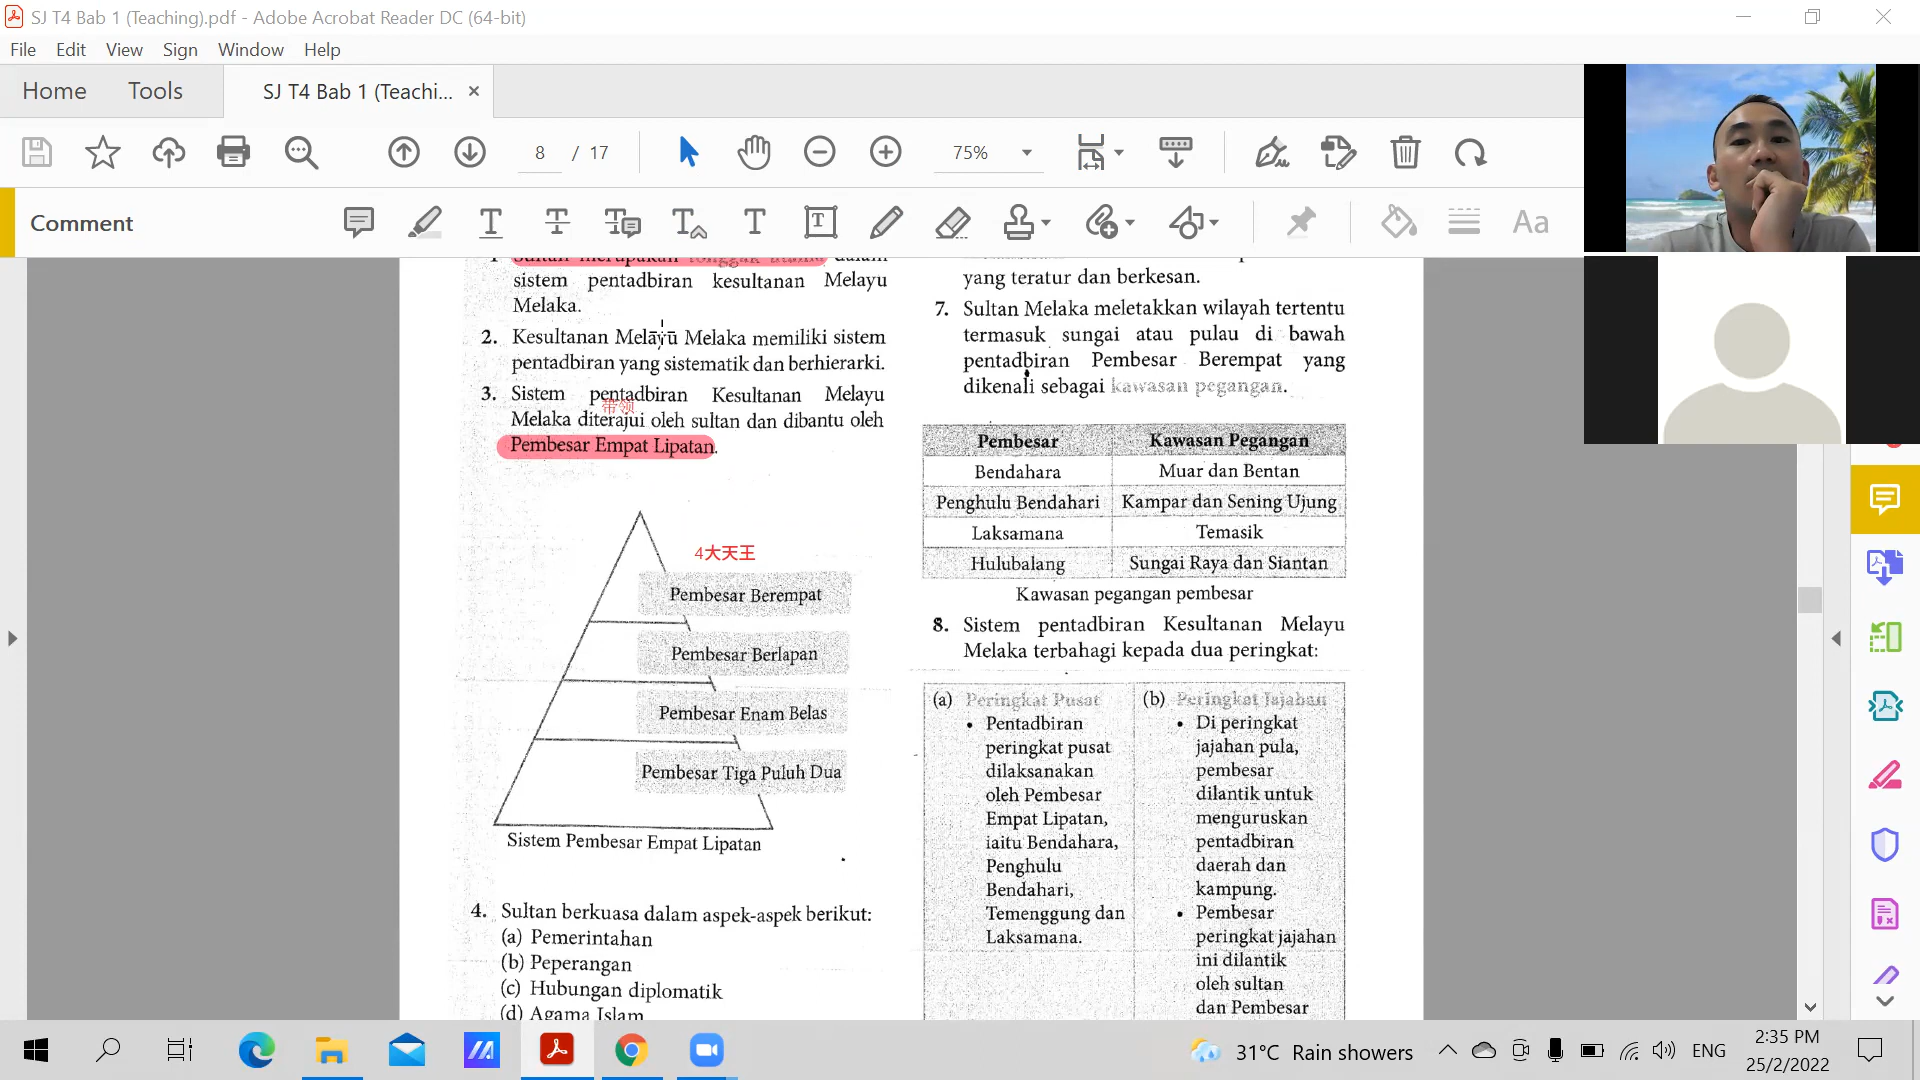 SJ T4 Bab 1 (Teaching).pdf - Adobe Acrobat Reader DC (64-bit)
File Edit View Sign Window Help
Home Tools SJ T4 Bab 1 (Teachi... ×
8 / 17 75%
Comment
Aa
1 Sultan merupakan tonggak utama dalam
sistem pentadbiran kesultanan Melayu
Melaka.
2. Kesultanan Melayu Melaka memiliki sistem
pentadbiran yang sistematik dan berhierarki.
3. Sistem pentadbiran Kesultanan Melayu
带领
Melaka diterajui oleh sultan dan dibantu oleh
Pembesar Empat Lipatan.
4大天王
Pembesar Berempat
Pembesar Berlapan
Pembesar Enam Belas
Pembesar Tiga Puluh Dua
Sistem Pembesar Empat Lipatan
4. Sultan berkuasa dalam aspek-aspek berikut:
(a) Pemerintahan
(b) Peperangan
(c) Hubungan diplomatik
(d) Agama Islam
yang teratur dan berkesan.
7. Sultan Melaka meletakkan wilayah tertentu
termasuk sungai atau pulau di bawah
pentadbiran Pembesar Berempat yang
dikenali sebagai kawasan pegangan.
Pembesar Kawasan Pegangan
Bendahara Muar dan Bentan
Penghulu Bendahari Kampar dan Sening Ujung
Laksamana Temasik
Hulubalang Sungai Raya dan Siantan
Kawasan pegangan pembesar
8. Sistem pentadbiran Kesultanan Melayu
Melaka terbahagi kepada dua peringkat:
(a) Peringkat Pusat
• Pentadbiran
peringkat pusat
dilaksanakan
oleh Pembesar
Empat Lipatan,
iaitu Bendahara,
Penghulu
Bendahari,
Temenggung dan
Laksamana.
(b) Peringkat Jajahan
• Di peringkat
jajahan pula,
pembesar
dilantik untuk
menguruskan
pentadbiran
daerah dan
kampung.
• Pembesar
peringkat jajahan
ini dilantik
oleh sultan
dan Pembesar
31°C Rain showers ENG
2:35 PM
25/2/2022